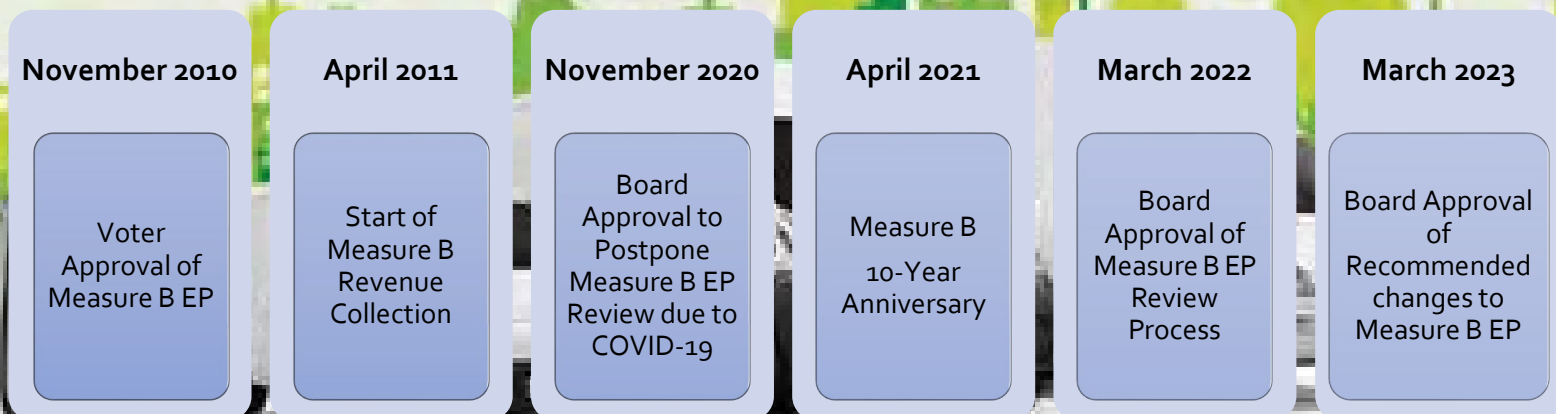 November 2010
Voter
Approval of
Measure B EP
April 2011
Start of
Measure B
Revenue
Collection
November 2020
Board
Approval to
Postpone
Measure B EP
Review due to
COVID-19
April 2021
Measure B
10-Year
Anniversary
March 2022
Board
Approval of
Measure B EP
Review
Process
March 2023
Board Approval
of
Recommended
changes to
Measure B EP